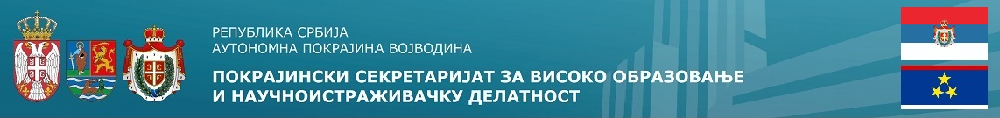 РЕПУБЛИКА СРБИЈА
АУТОНОМНА ПОКРАЈИНА ВОЈВОДИНА
ПОКРАЈИНСКИ СЕКРЕТАРИЈАТ ЗА ВИСОКО ОБРАЗОВАЊЕ
И НАУЧНОИСТРАЖИВАЧКУ ДЕЛАТНОСТ